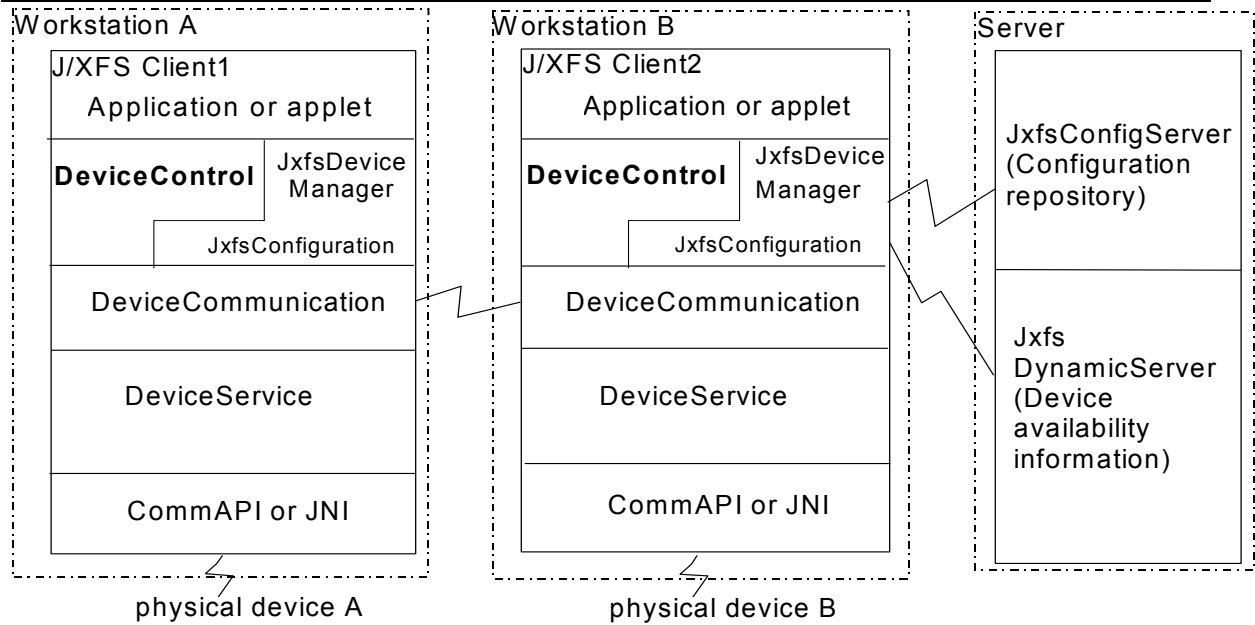 Workstation A
J/XFS Client1
Application or applet
DeviceControl
JxfsDevice
Manager
JxfsConfiguration
DeviceCommunication
DeviceService
CommAPI or JNI
physical device A
Workstation B
J/XFS Client2
Application or applet
DeviceControl
JxfsDevice
Manager
JxfsConfiguration
DeviceCommunication
DeviceService
CommAPI or JNI
physical device B
Server
JxfsConfigServer
(Configuration
repository)
Jxfs
DynamicServer
(Device
availability
information)